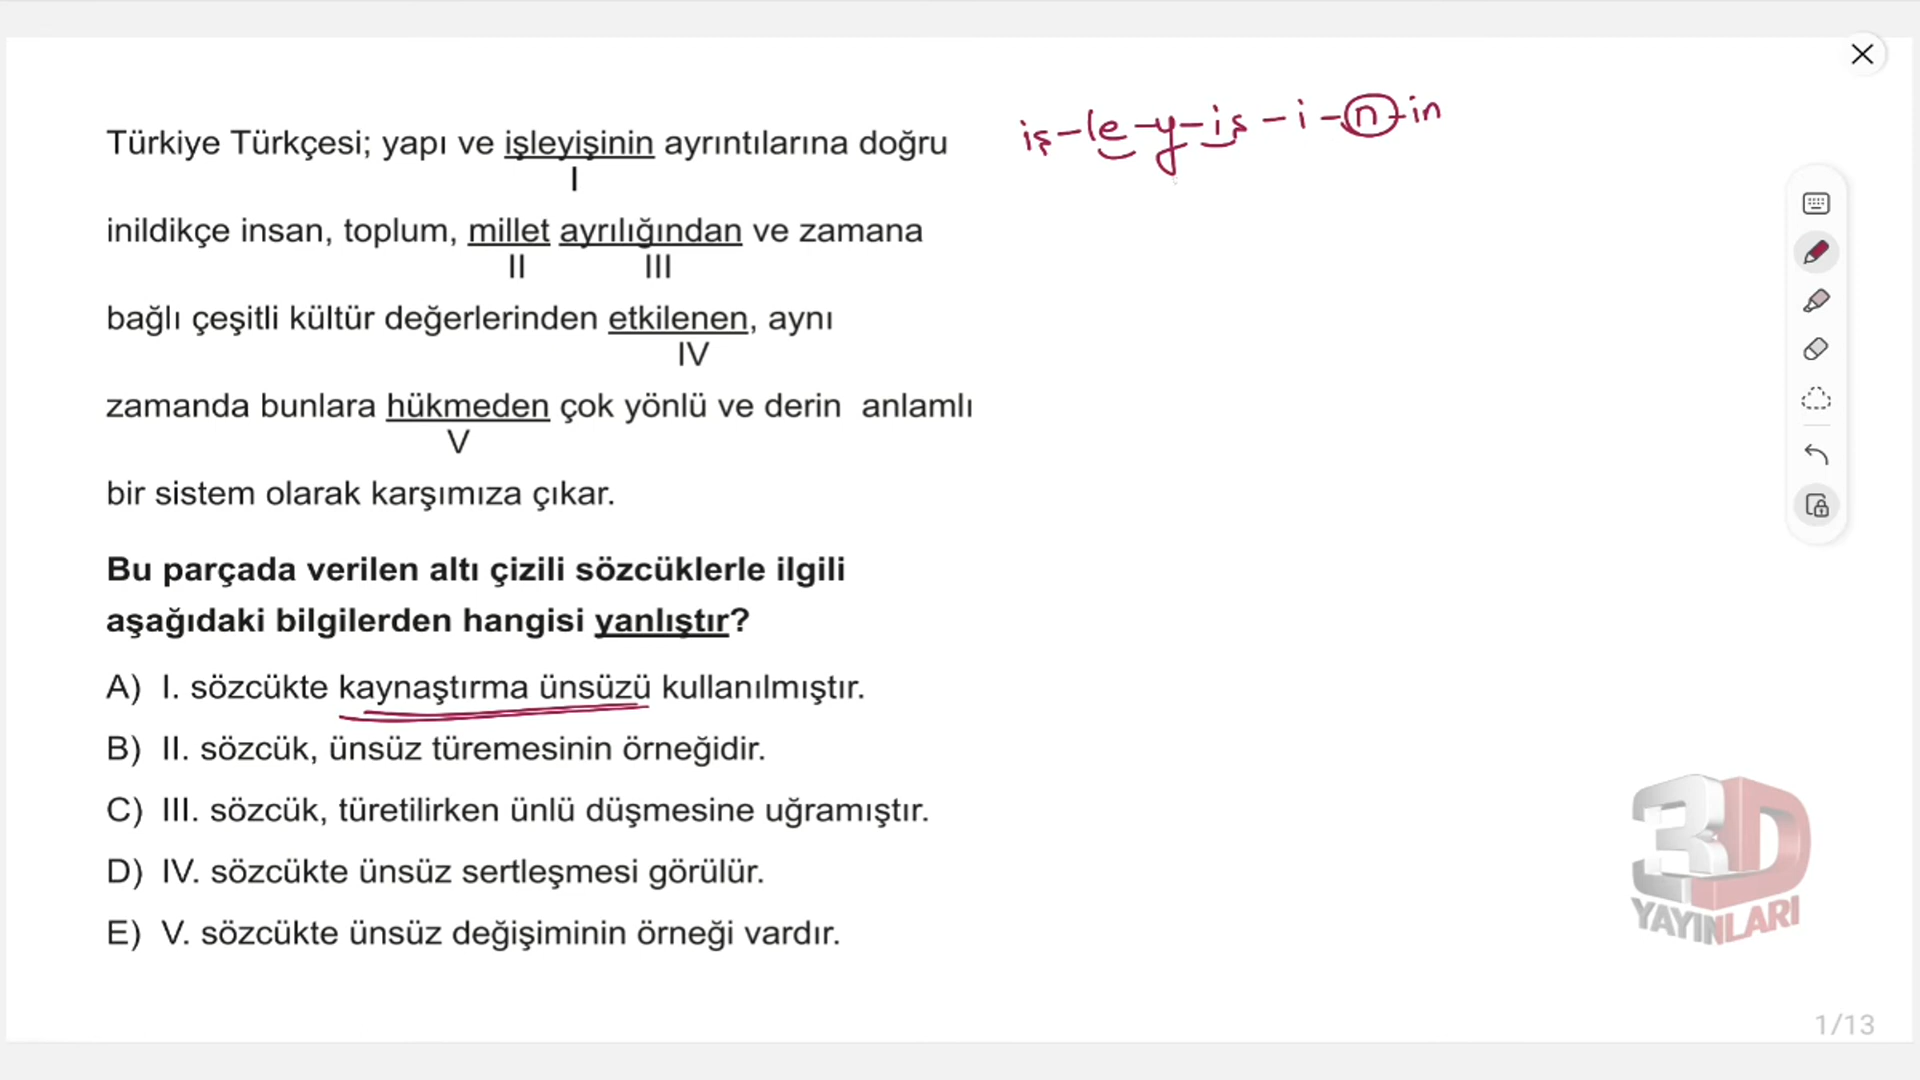 Türkiye Türkçesi; yapı ve işleyişinin ayrıntılarına doğru
I
inildikçe insan, toplum, millet ayrılığından ve zamana
II III
bağlı çeşitli kültür değerlerinden etkilenen, aynı
IV
zamanda bunlara hükmeden çok yönlü ve derin anlamlı
V
bir sistem olarak karşımıza çıkar.
Bu parçada verilen altı çizili sözcüklerle ilgili
aşağıdaki bilgilerden hangisi yanlıştır?
A) I. sözcükte kaynaştırma ünsüzü kullanılmıştır.
B) II. sözcük, ünsüz türemesinin örneğidir.
C) III. sözcük, türetilirken ünlü düşmesine uğramıştır.
D) IV. sözcükte ünsüz sertleşmesi görülür.
E) V. sözcükte ünsüz değişiminin örneği vardır.
iş-le-y-iş-i-n-in
3D
YAYINLARI
1/13